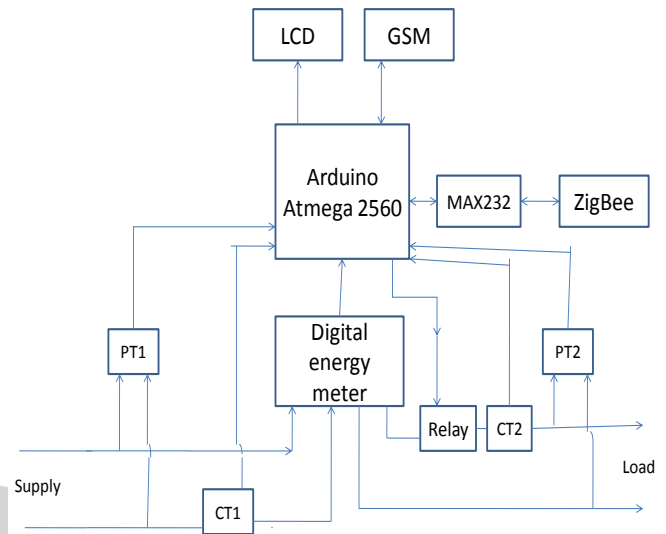 LCD
GSM
Arduino
Atmega 2560
MAX232
ZigBee
PT1
Digital
energy
meter
PT2
Relay
CT2
Supply
CT1
Load